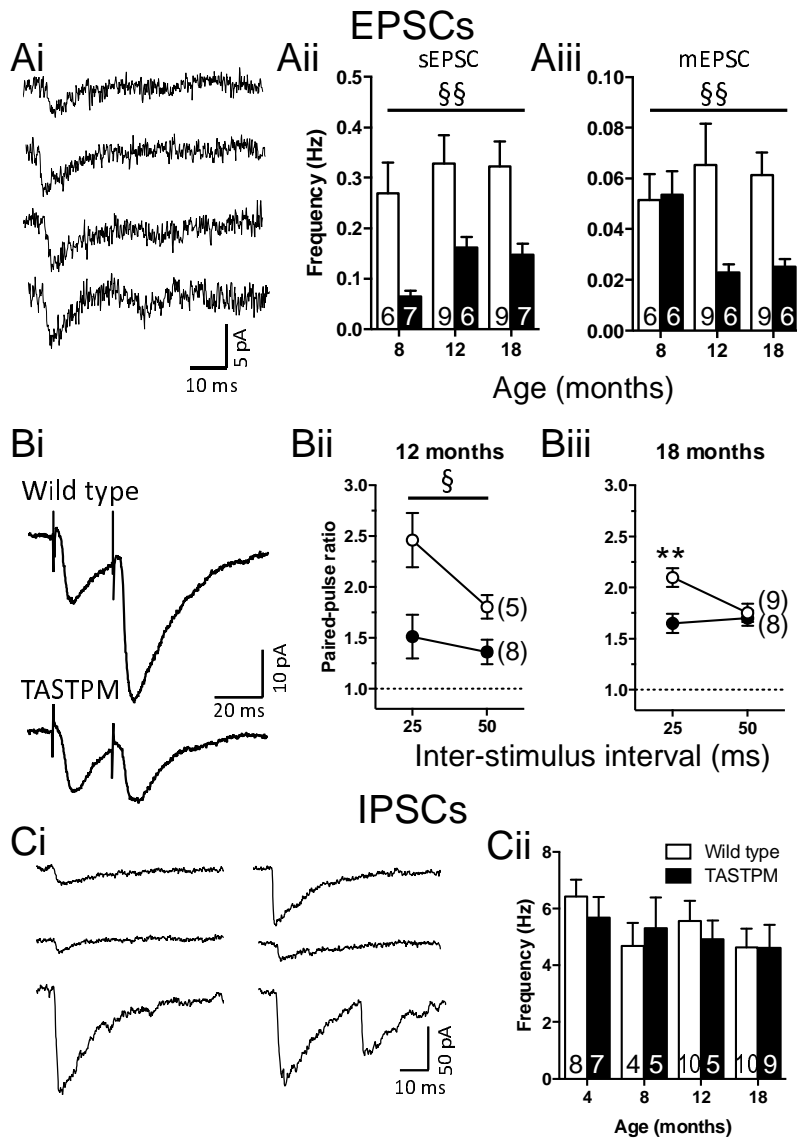 EPSCs
Ai
5 pA
10 ms
Aii
sEPSC
§§
Frequency (Hz)
0.5
0.4
0.3
0.2
0.1
0.0
6 7 9 6 9 7
8 12 18
Aiii
mEPSC
§§
0.10
0.08
0.06
0.04
0.02
0.00
6 6 9 6 9 6
8 12 18
Age (months)
Bi
Wild type
TASTPM
10 pA
20 ms
Bii
12 months
§
Paired-pulse ratio
3.0
2.5
2.0
1.5
1.0
(5)
(8)
25 50
Biii
18 months
3.0
2.5
2.0
1.5
1.0
**
(9)
(8)
25 50
Inter-stimulus interval (ms)
IPSCs
Ci
50 pA
10 ms
Cii
Wild type
TASTPM
Frequency (Hz)
8
6
4
2
0
8 7 4 5 10 5 10 9
4 8 12 18
Age (months)